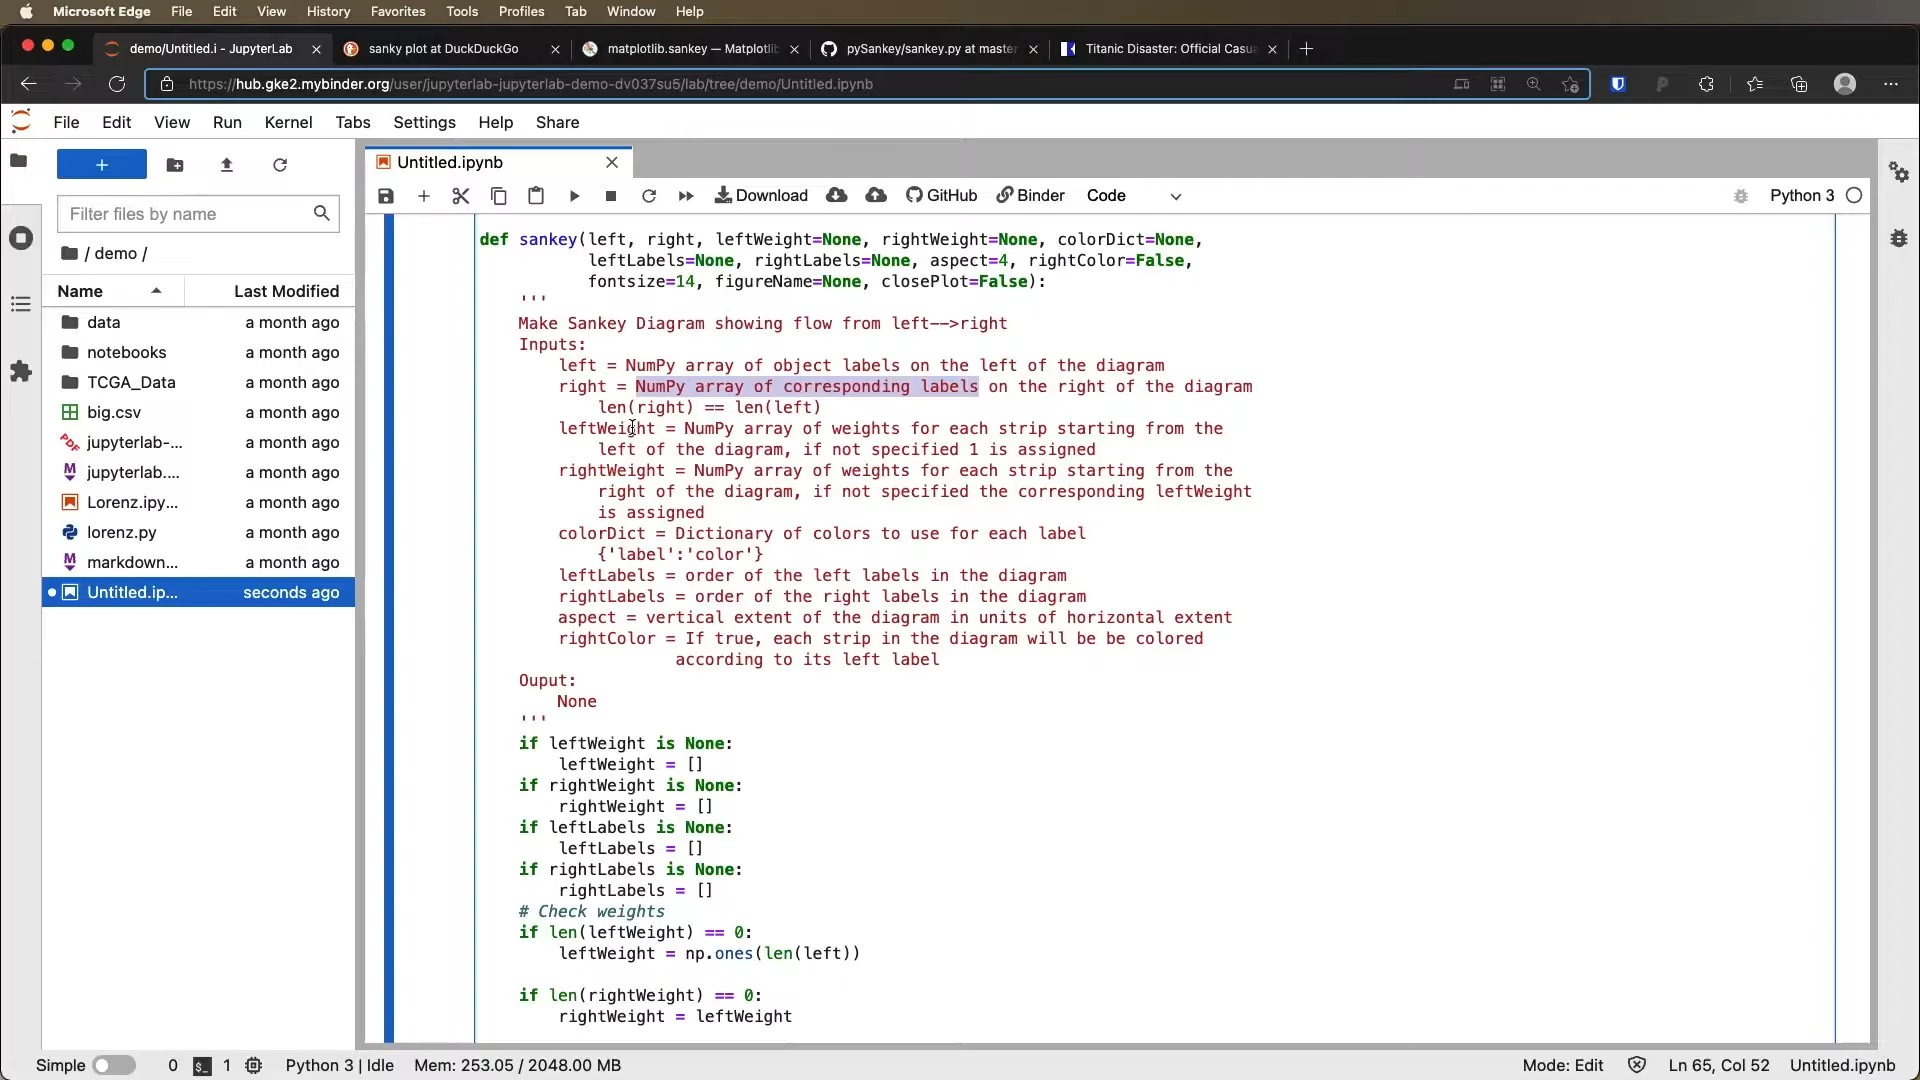 Microsoft Edge File Edit View History Favorites Tools Profiles Tab Window Help
demo/Untitled.i - JupyterLab
sanky plot at DuckDuckGo
matplotlib.sankey — Matplotlib
pySankey/sankey.py at master
Titanic Disaster: Official Casua
https://hub.gke2.mybinder.org/user/jupyterlab-jupyterlab-demo-dv037su5/lab/tree/demo/Untitled.ipynb
File Edit View Run Kernel Tabs Settings Help Share
+
Untitled.ipynb
Filter files by name
Download GitHub Binder Code Python 3
/ demo /
Name Last Modified
data a month ago
notebooks a month ago
TCGA_Data a month ago
big.csv a month ago
jupyterlab-... a month ago
jupyterlab.... a month ago
Lorenz.ipy... a month ago
lorenz.py a month ago
markdown... a month ago
Untitled.ip... seconds ago
def sankey(left, right, leftWeight=None, rightWeight=None, colorDict=None,
leftLabels=None, rightLabels=None, aspect=4, rightColor=False,
fontsize=14, figureName=None, closePlot=False):
'''
Make Sankey Diagram showing flow from left-->right
Inputs:
left = NumPy array of object labels on the left of the diagram
right = NumPy array of corresponding labels on the right of the diagram
len(right) == len(left)
leftWeight = NumPy array of weights for each strip starting from the
left of the diagram, if not specified 1 is assigned
rightWeight = NumPy array of weights for each strip starting from the
right of the diagram, if not specified the corresponding leftWeight
is assigned
colorDict = Dictionary of colors to use for each label
{'label':'color'}
leftLabels = order of the left labels in the diagram
rightLabels = order of the right labels in the diagram
aspect = vertical extent of the diagram in units of horizontal extent
rightColor = If true, each strip in the diagram will be be colored
according to its left label
Ouput:
None
'''
if leftWeight is None:
leftWeight = []
if rightWeight is None:
rightWeight = []
if leftLabels is None:
leftLabels = []
if rightLabels is None:
rightLabels = []
# Check weights
if len(leftWeight) == 0:
leftWeight = np.ones(len(left))
if len(rightWeight) == 0:
rightWeight = leftWeight
Simple 0 1 Python 3 | Idle Mem: 253.05 / 2048.00 MB Mode: Edit Ln 65, Col 52 Untitled.ipynb